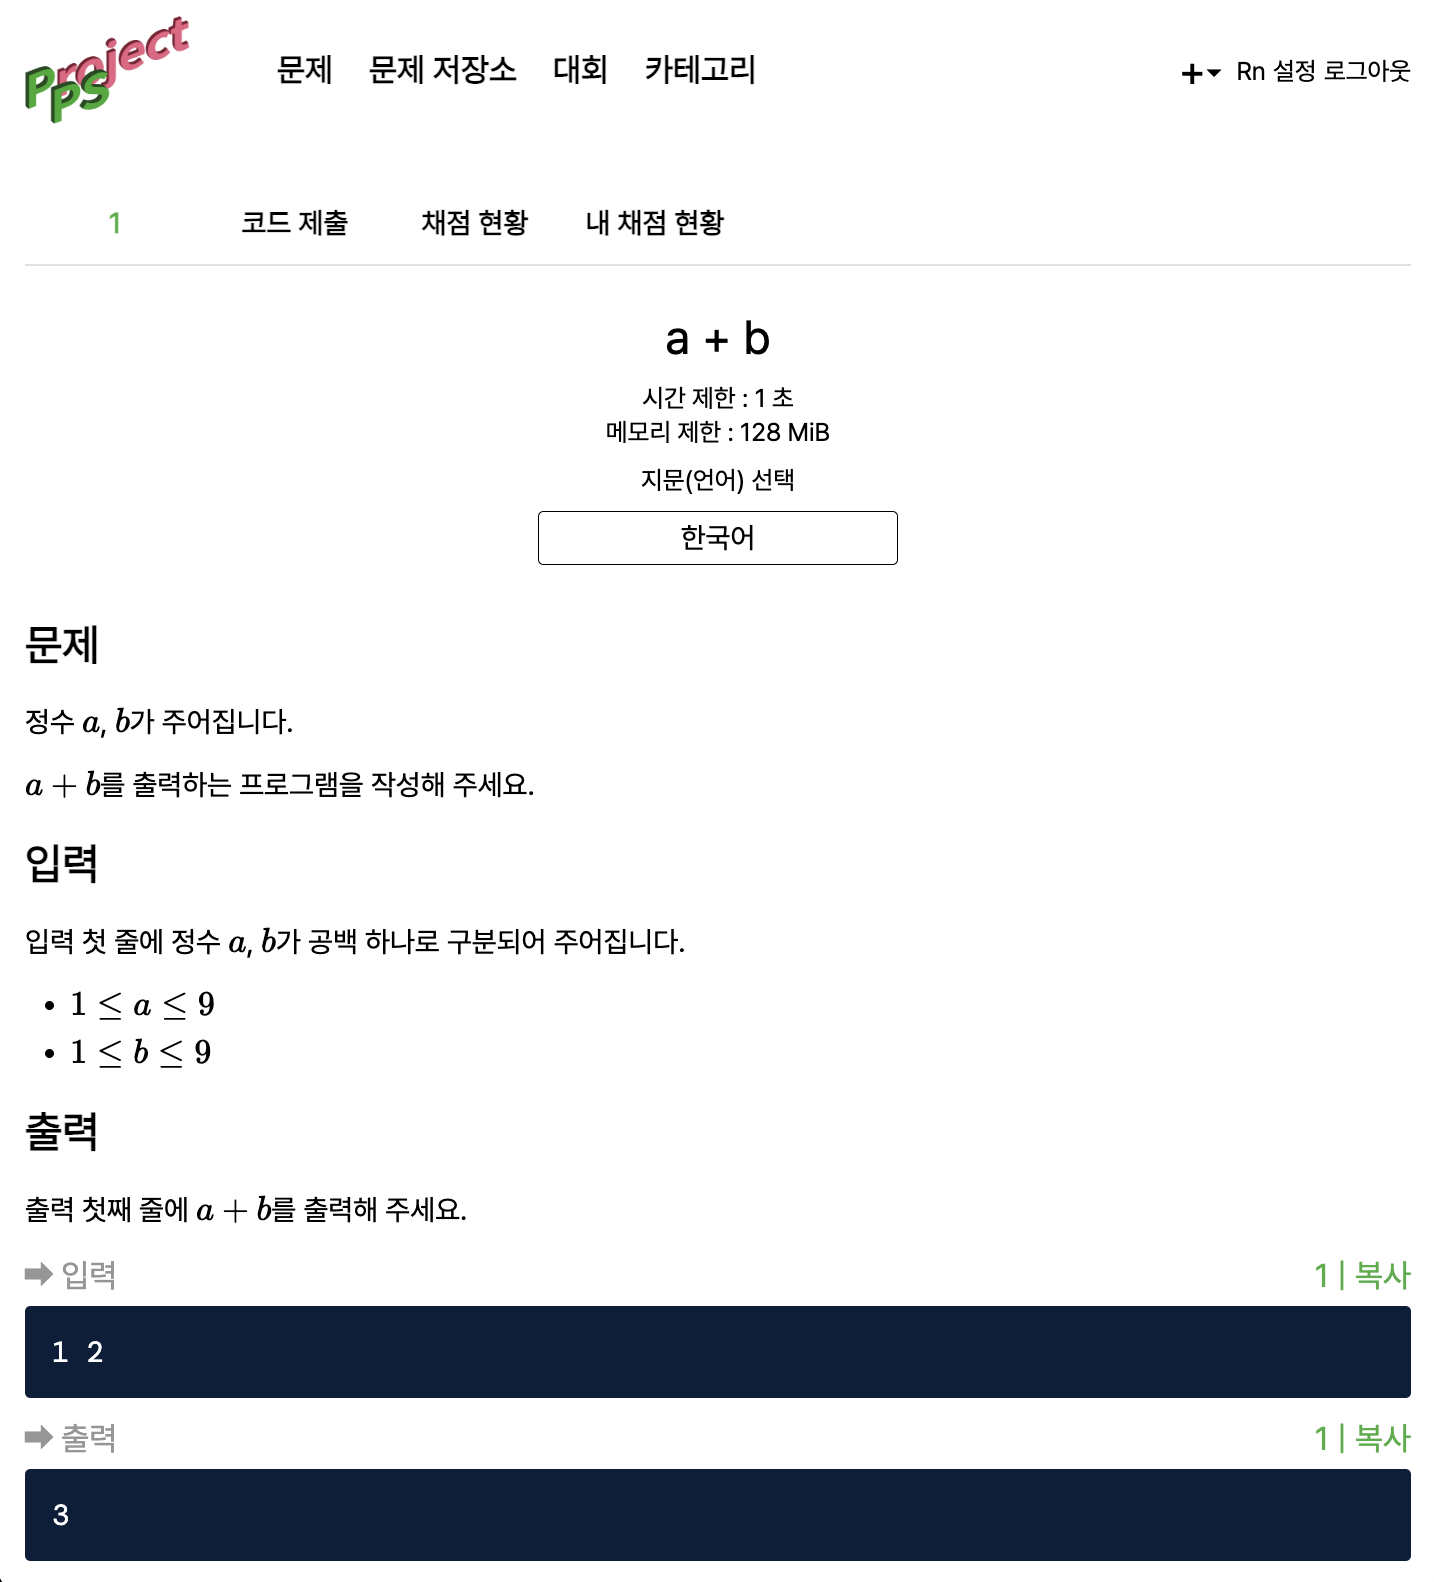 Project
PS
문제 문제 저장소 대회 카테고리
Rn 설정 로그아웃
1 코드 제출 채점 현황 내 채점 현황
a + b
시간 제한 : 1 초
메모리 제한 : 128 MiB
지문(언어) 선택
한국어
문제
정수 a, b가 주어집니다.
a + b를 출력하는 프로그램을 작성해 주세요.
입력
입력 첫 줄에 정수 a, b가 공백 하나로 구분되어 주어집니다.
• 1 ≤ a ≤ 9
• 1 ≤ b ≤ 9
출력
출력 첫째 줄에 a + b를 출력해 주세요.
입력 1 | 복사
1 2
출력 1 | 복사
3